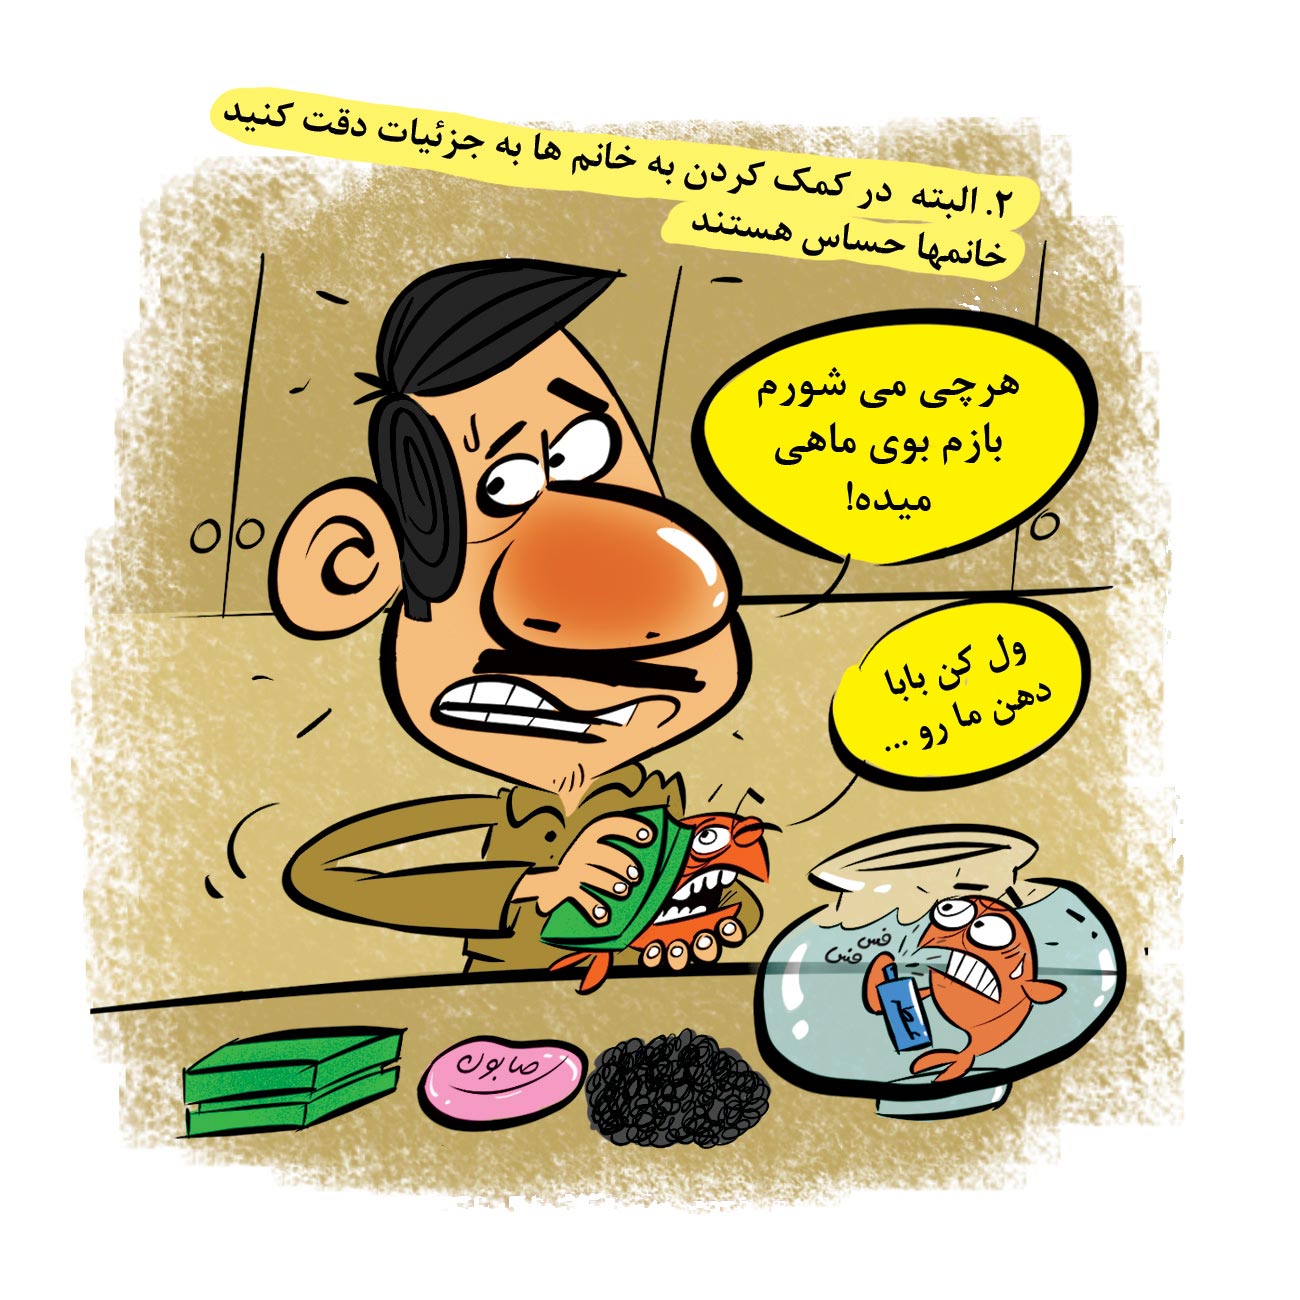 ۲. البته در کمک کردن به خانم ها به جزئیات دقت کنید
خانمها حساس هستند
هرچی می شورم
بازم بوی ماهی
میده!
ول کن بابا
دهن ما رو ...
فس
فس
عطر
صابون